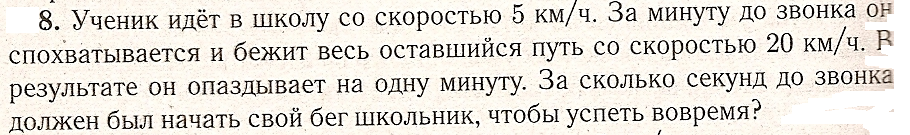 8. Ученик идёт в школу со скоростью 5 км/ч. За минуту до звонка он
спохватывается и бежит весь оставшийся путь со скоростью 20 км/ч. В
результате он опаздывает на одну минуту. За сколько секунд до звонка
должен был начать свой бег школьник, чтобы успеть вовремя?